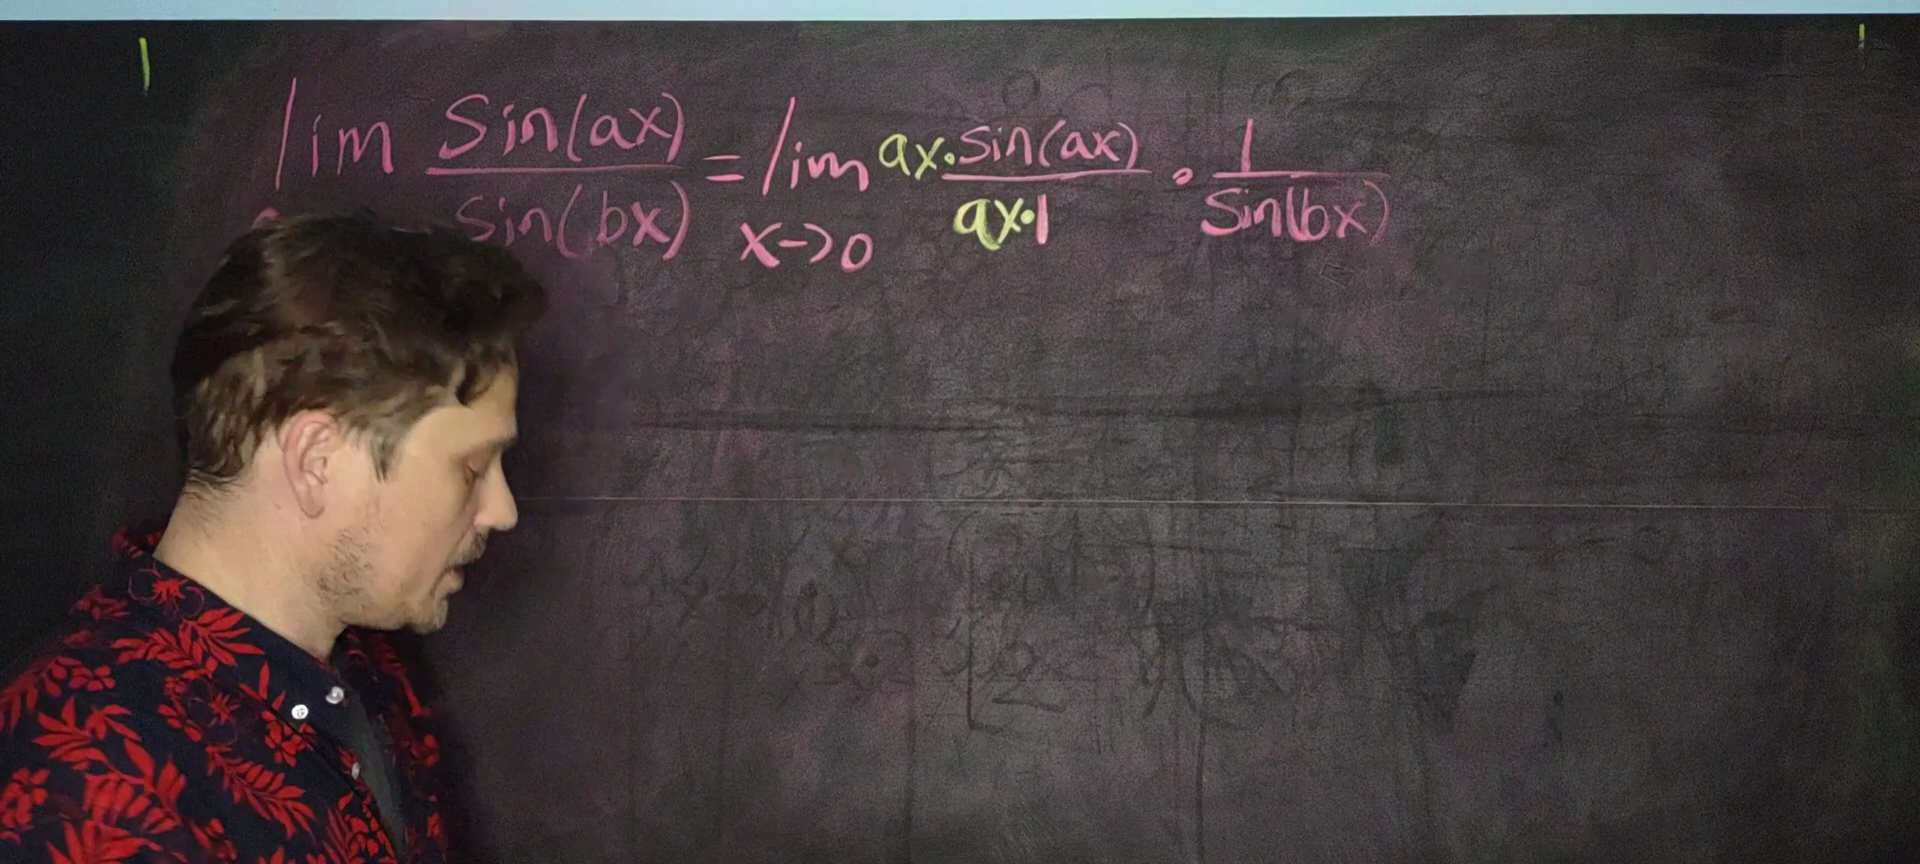 lim Sin(ax) / Sin(bx) = lim x->0 ax· sin(ax) / ax·1 · 1 / Sin(bx)